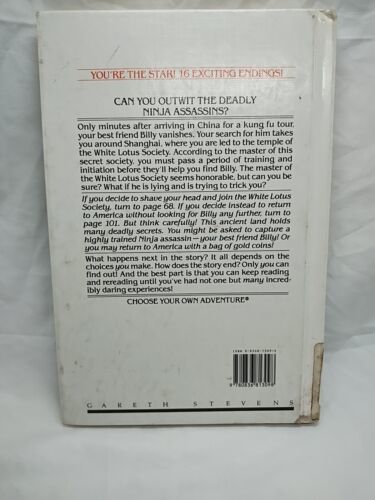 YOU'RE THE STAR! 16 EXCITING ENDINGS!
CAN YOU OUTWIT THE DEADLY
NINJA ASSASSINS?
Only minutes after arriving in China for a kung fu tour,
your best friend Billy vanishes. Your search for him takes
you around Shanghai, where you are led to the temple
of the White Lotus Society. According to the master of this
secret society, you must pass a period of training and
initiation before they'll help you find Billy. The master of
the White Lotus Society seems honorable, but can you be
sure? What if he is lying and is trying to trick you?
If you decide to shave your head and join the White Lotus
Society, turn to page 68. If you decide instead to return
to America without looking for Billy any further, turn to
page 101. But think carefully! This ancient land holds
many deadly secrets. You might be asked to capture a
highly trained Ninja assassin—your best friend Billy! Or
you may return to America with a bag of gold coins!
What happens next in the story? It all depends on the
choices you make. How does the story end? Only you can
find out! And the best part is that you can keep reading
and rereading until you've had not one but many incred-
ibly daring experiences!
CHOOSE YOUR OWN ADVENTURE®
GARETH STEVENS